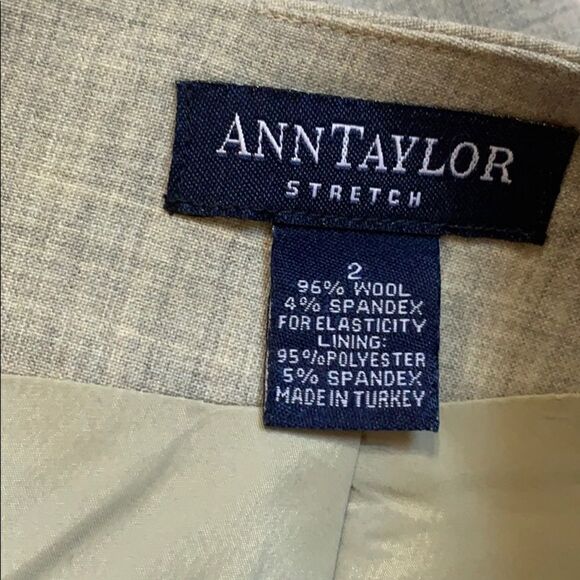 ANNTAYLOR
STRETCH
2
96% WOOL
4% SPANDEX
FOR ELASTICITY
LINING:
95%POLYESTER
5% SPANDEX
MADE IN TURKEY